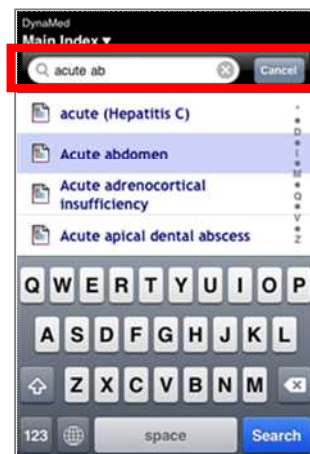 DynaMed
Main Index ▼
acute ab
Cancel
acute (Hepatitis C)
Acute abdomen
Acute adrenocortical
insufficiency
Acute apical dental abscess
*
D
I
M
Q
V
Z
Q W E R T Y U I O P
A S D F G H J K L
Z X C V B N M
123 space Search